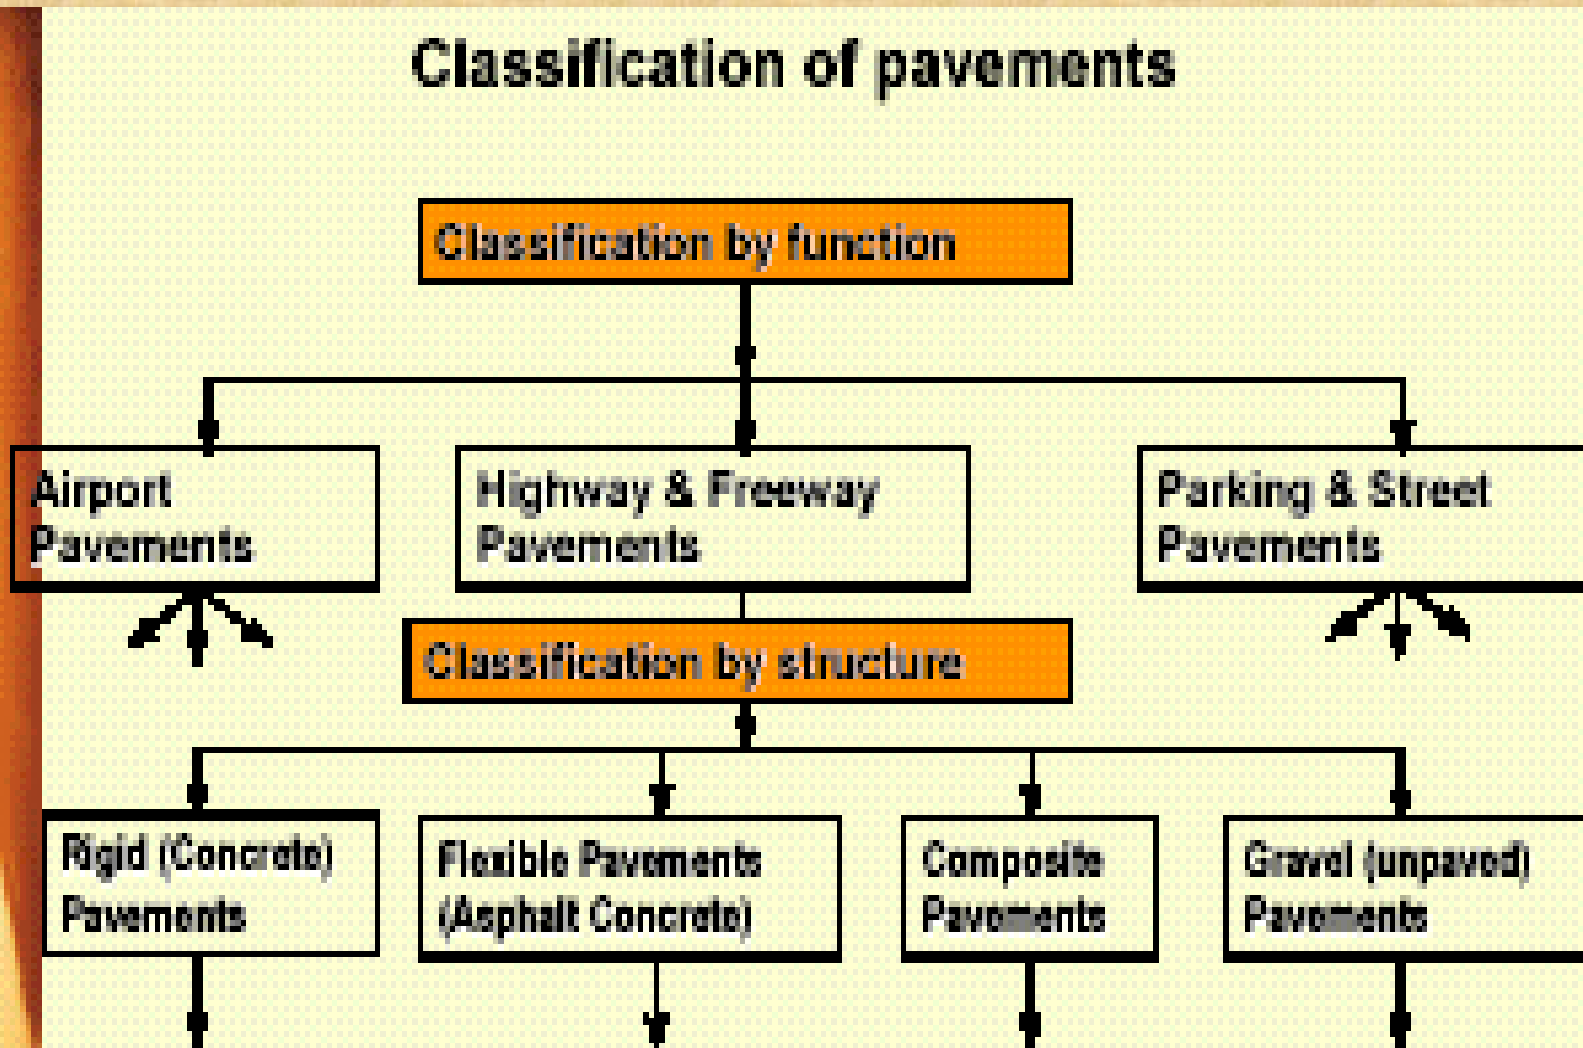 Classification of pavements
Classification by function
Airport
Pavements
Highway & Freeway
Pavements
Parking & Street
Pavements
Classification by structure
Rigid (Concrete)
Pavements
Flexible Pavements
(Asphalt Concrete)
Composite
Pavements
Gravel (unpaved)
Pavements